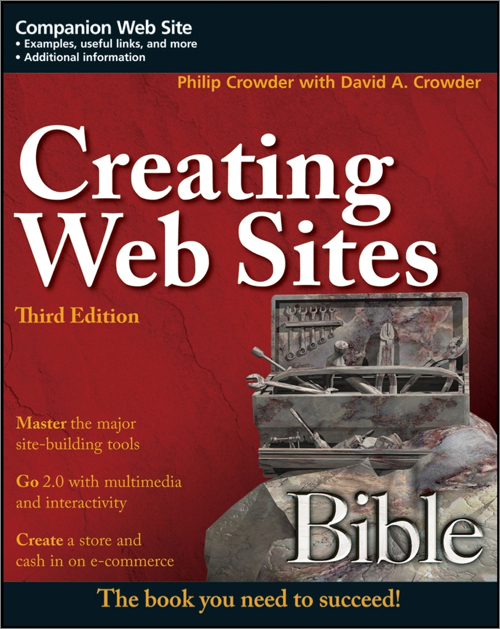 Companion Web Site
• Examples, useful links, and more
• Additional information
Philip Crowder with David A. Crowder
Creating
Web Sites
Third Edition
Master the major
site-building tools
Go 2.0 with multimedia
and interactivity
Create a store and
cash in on e-commerce
Bible
The book you need to succeed!